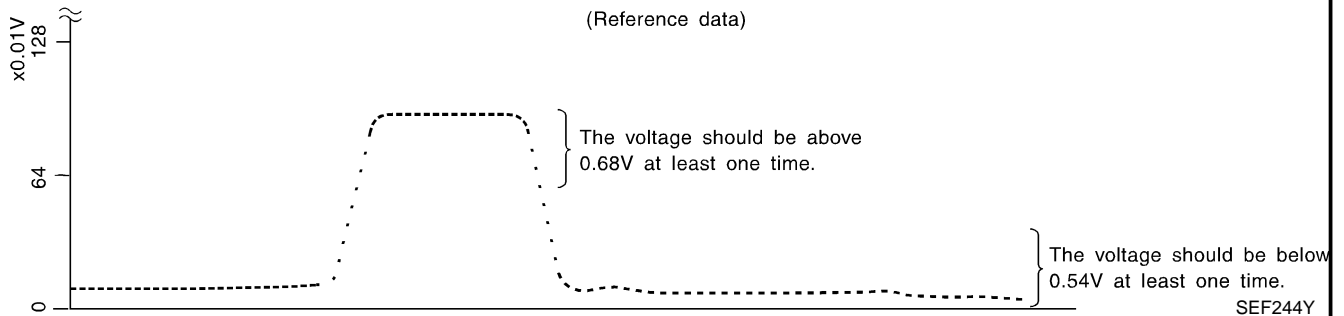 (Reference data)
x0.01V
128
64
0
The voltage should be above
0.68V at least one time.
The voltage should be below
0.54V at least one time.
SEF244Y